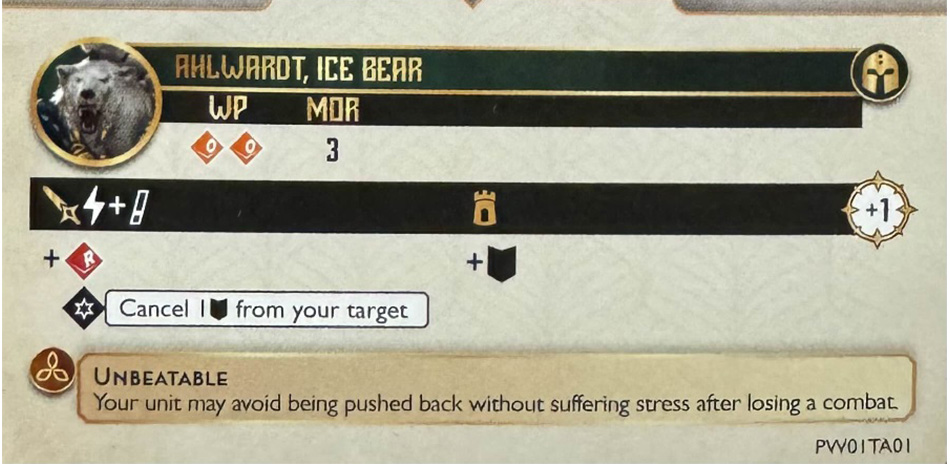 AHLWARDT, ICE BEAR
WP MOR
O O 3
+
+1
+ R +
Cancel 1 from your target
UNBEATABLE
Your unit may avoid being pushed back without suffering stress after losing a combat.
PW01TA01